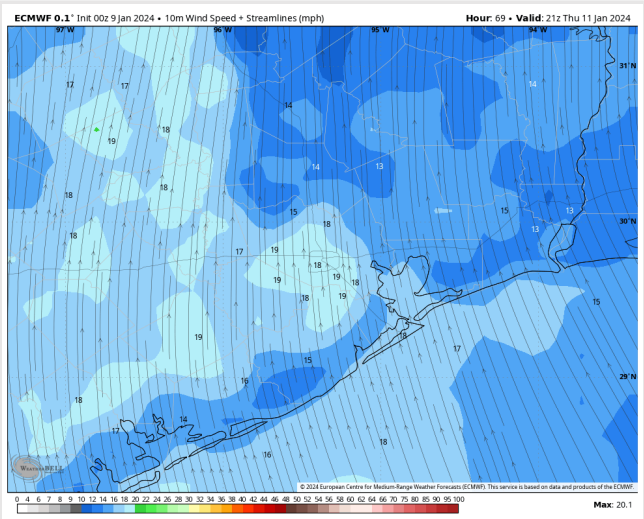 ECMWF 0.1° Init 00z 9 Jan 2024 • 10m Wind Speed + Streamlines (mph)
Hour: 69 • Valid: 21z Thu 11 Jan 2024
97°W 96°W 95°W 94°W
31°N
17 17 14
14
18
19
14 13
18
18
15 15 13
18 13
30°N
18
17 19
18
19 19 18
18 19
15
19 18
17
15
16
29°N
18
14
17
18
16
WeatherBELL
© 2024 European Centre for Medium-Range Weather Forecasts (ECMWF). This service is based on data and products of the ECMWF.
0 4 6 7 8 9 10 12 14 16 18 20 22 24 26 28 30 32 34 36 38 40 42 44 46 48 50 52 54 56 58 60 62 64 66 68 70 75 80 85 90 95 100
Max: 20.1